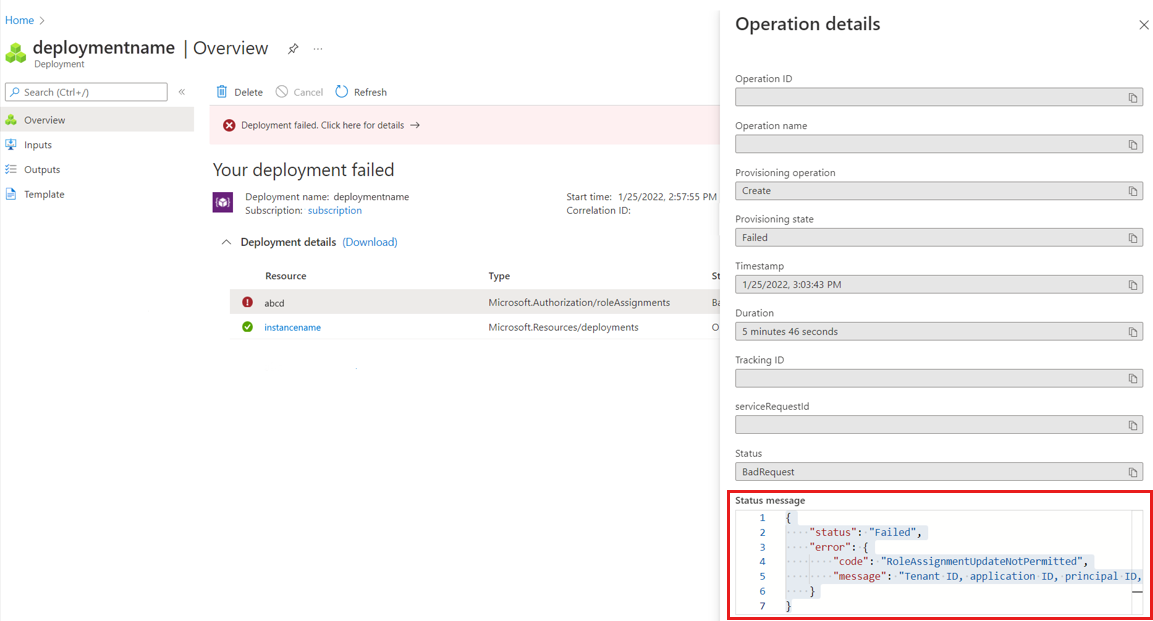 Home
deploymentname | Overview
Deployment
Search (Ctrl+/)
Overview
Inputs
Outputs
Template
Delete Cancel Refresh
Deployment failed. Click here for details
Your deployment failed
Deployment name: deploymentname
Subscription: subscription
Start time: 1/25/2022, 2:57:55 PM
Correlation ID:
Deployment details (Download)
Resource Type St
abcd Microsoft.Authorization/roleAssignments Ba
instancename Microsoft.Resources/deployments O
Operation details
Operation ID
Operation name
Provisioning operation
Create
Provisioning state
Failed
Timestamp
1/25/2022, 3:03:43 PM
Duration
5 minutes 46 seconds
Tracking ID
serviceRequestId
Status
BadRequest
Status message
1 {
2 "status": "Failed",
3 "error": {
4 "code": "RoleAssignmentUpdateNotPermitted",
5 "message": "Tenant ID, application ID, principal ID,
6 }
7 }